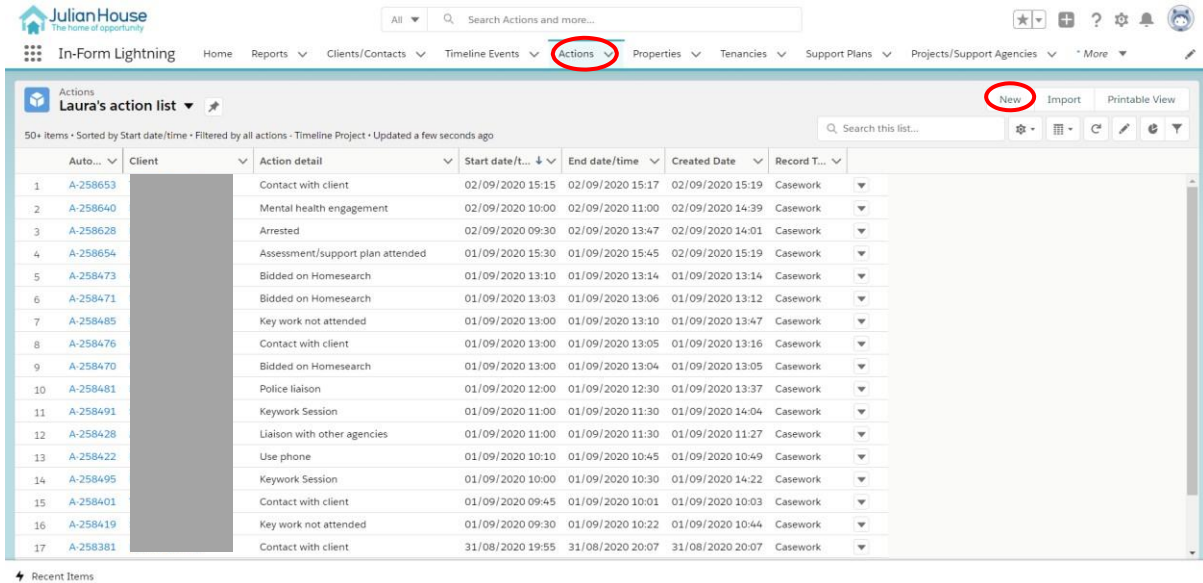 Julian House
The home of opportunity
All Search Actions and more...
In-Form Lightning Home Reports Clients/Contacts Timeline Events Actions Properties Tenancies Support Plans Projects/Support Agencies * More
Actions
Laura's action list
New Import Printable View
50+ items • Sorted by Start date/time • Filtered by all actions - Timeline Project • Updated a few seconds ago
Search this list...
Auto... Client Action detail Start date/t... End date/time Created Date Record T...
1 A-258653 Contact with client 02/09/2020 15:15 02/09/2020 15:17 02/09/2020 15:19 Casework
2 A-258640 Mental health engagement 02/09/2020 10:00 02/09/2020 11:00 02/09/2020 14:39 Casework
3 A-258628 Arrested 02/09/2020 09:30 02/09/2020 13:47 02/09/2020 14:01 Casework
4 A-258654 Assessment/support plan attended 01/09/2020 15:30 01/09/2020 15:45 02/09/2020 15:19 Casework
5 A-258473 Bidded on Homesearch 01/09/2020 13:10 01/09/2020 13:14 01/09/2020 13:14 Casework
6 A-258471 Bidded on Homesearch 01/09/2020 13:03 01/09/2020 13:06 01/09/2020 13:12 Casework
7 A-258485 Key work not attended 01/09/2020 13:00 01/09/2020 13:10 01/09/2020 13:47 Casework
8 A-258476 Contact with client 01/09/2020 13:00 01/09/2020 13:05 01/09/2020 13:16 Casework
9 A-258470 Bidded on Homesearch 01/09/2020 13:00 01/09/2020 13:04 01/09/2020 13:05 Casework
10 A-258481 Police liaison 01/09/2020 12:00 01/09/2020 12:30 01/09/2020 13:37 Casework
11 A-258491 Keywork Session 01/09/2020 11:00 01/09/2020 11:30 01/09/2020 14:04 Casework
12 A-258428 Liaison with other agencies 01/09/2020 11:00 01/09/2020 11:30 01/09/2020 11:27 Casework
13 A-258422 Use phone 01/09/2020 10:10 01/09/2020 10:45 01/09/2020 10:49 Casework
14 A-258495 Keywork Session 01/09/2020 10:00 01/09/2020 10:30 01/09/2020 14:22 Casework
15 A-258401 Contact with client 01/09/2020 09:45 01/09/2020 10:01 01/09/2020 10:03 Casework
16 A-258419 Key work not attended 01/09/2020 09:30 01/09/2020 10:22 01/09/2020 10:44 Casework
17 A-258381 Contact with client 31/08/2020 19:55 31/08/2020 20:07 31/08/2020 20:07 Casework
Recent Items